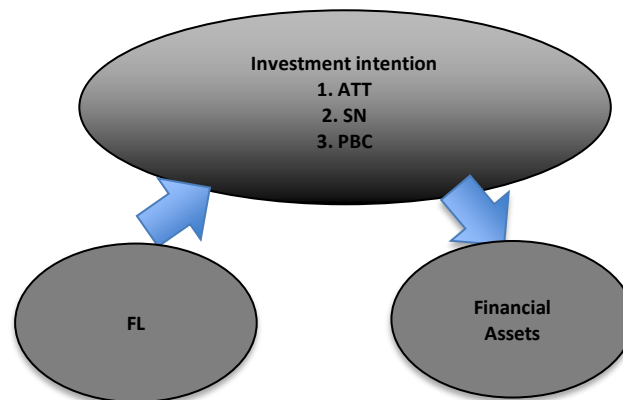 Investment intention
1. ATT
2. SN
3. PBC
FL
Financial
Assets